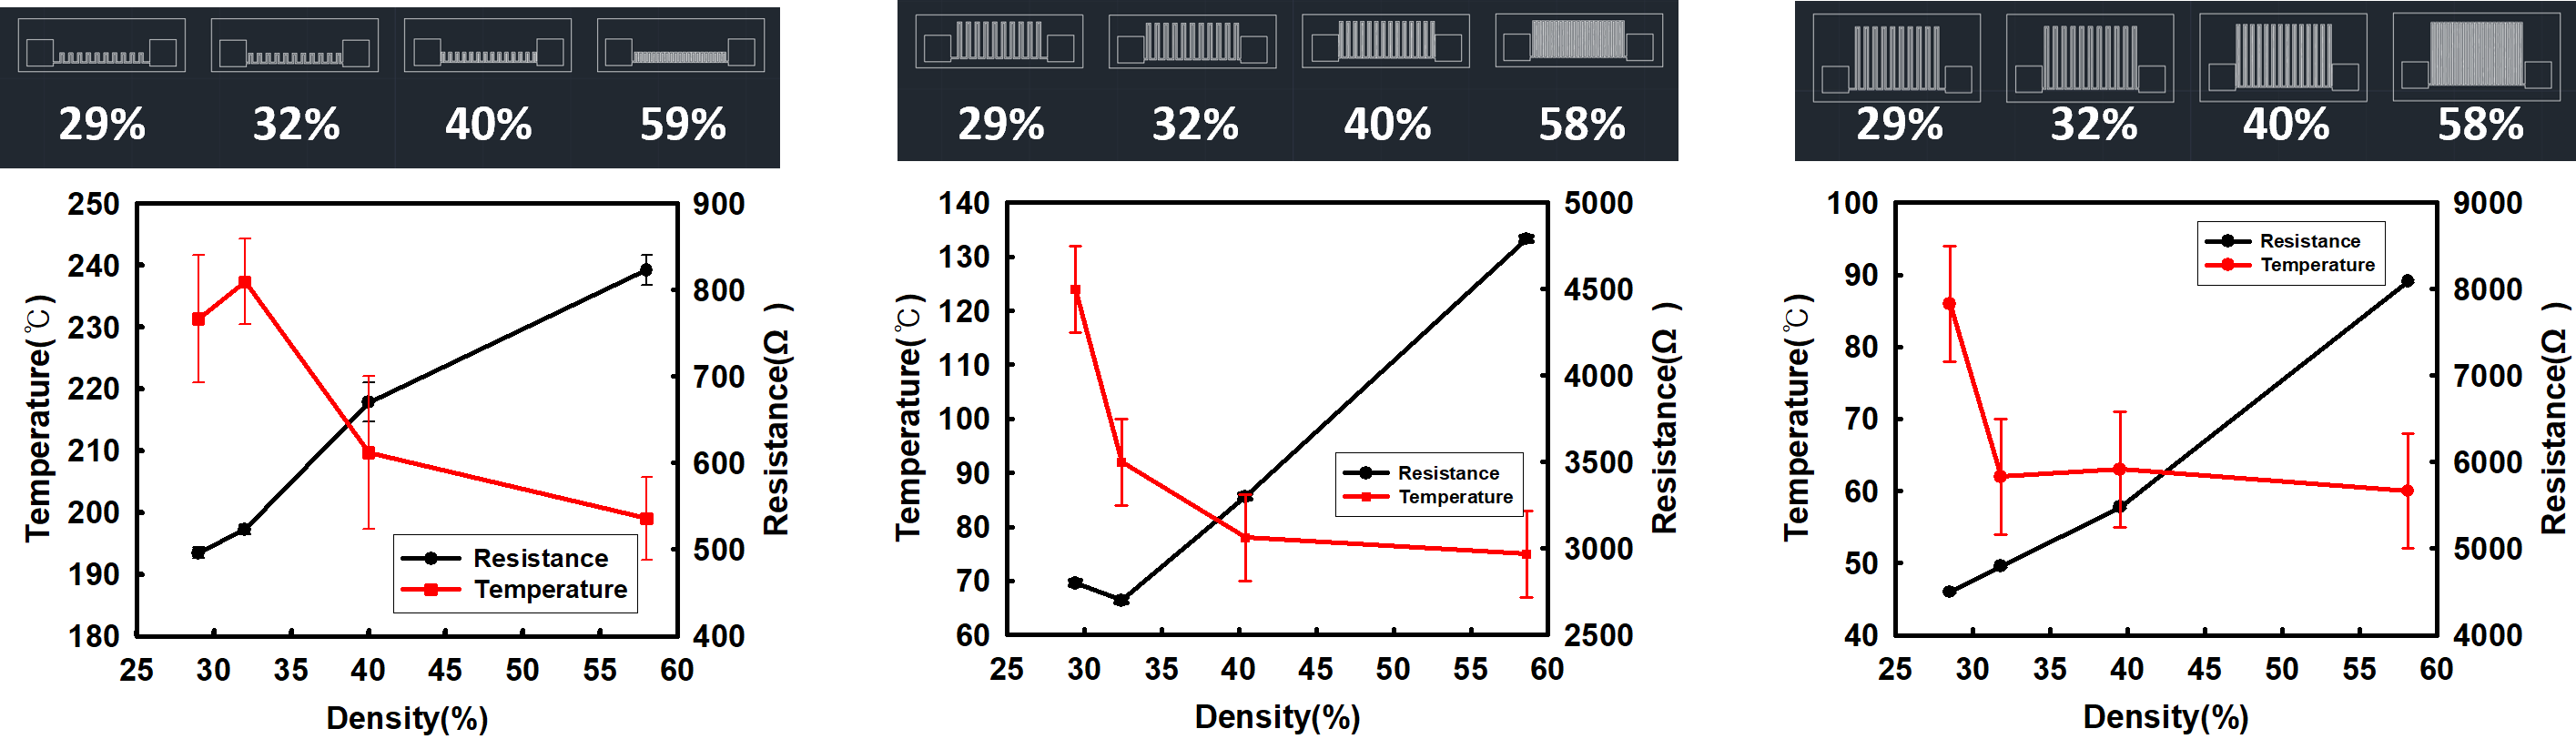 29% 32% 40% 59%
250
240
230
220
210
200
190
180
Temperature(℃)
900
800
700
600
500
400
Resistance(Ω )
Resistance
Temperature
25 30 35 40 45 50 55 60
Density(%)
29% 32% 40% 58%
140
130
120
110
100
90
80
70
60
Temperature(℃)
5000
4500
4000
3500
3000
2500
Resistance(Ω )
Resistance
Temperature
25 30 35 40 45 50 55 60
Density(%)
29% 32% 40% 58%
100
90
80
70
60
50
40
Temperature(℃)
9000
8000
7000
6000
5000
4000
Resistance(Ω )
Resistance
Temperature
25 30 35 40 45 50 55 60
Density(%)